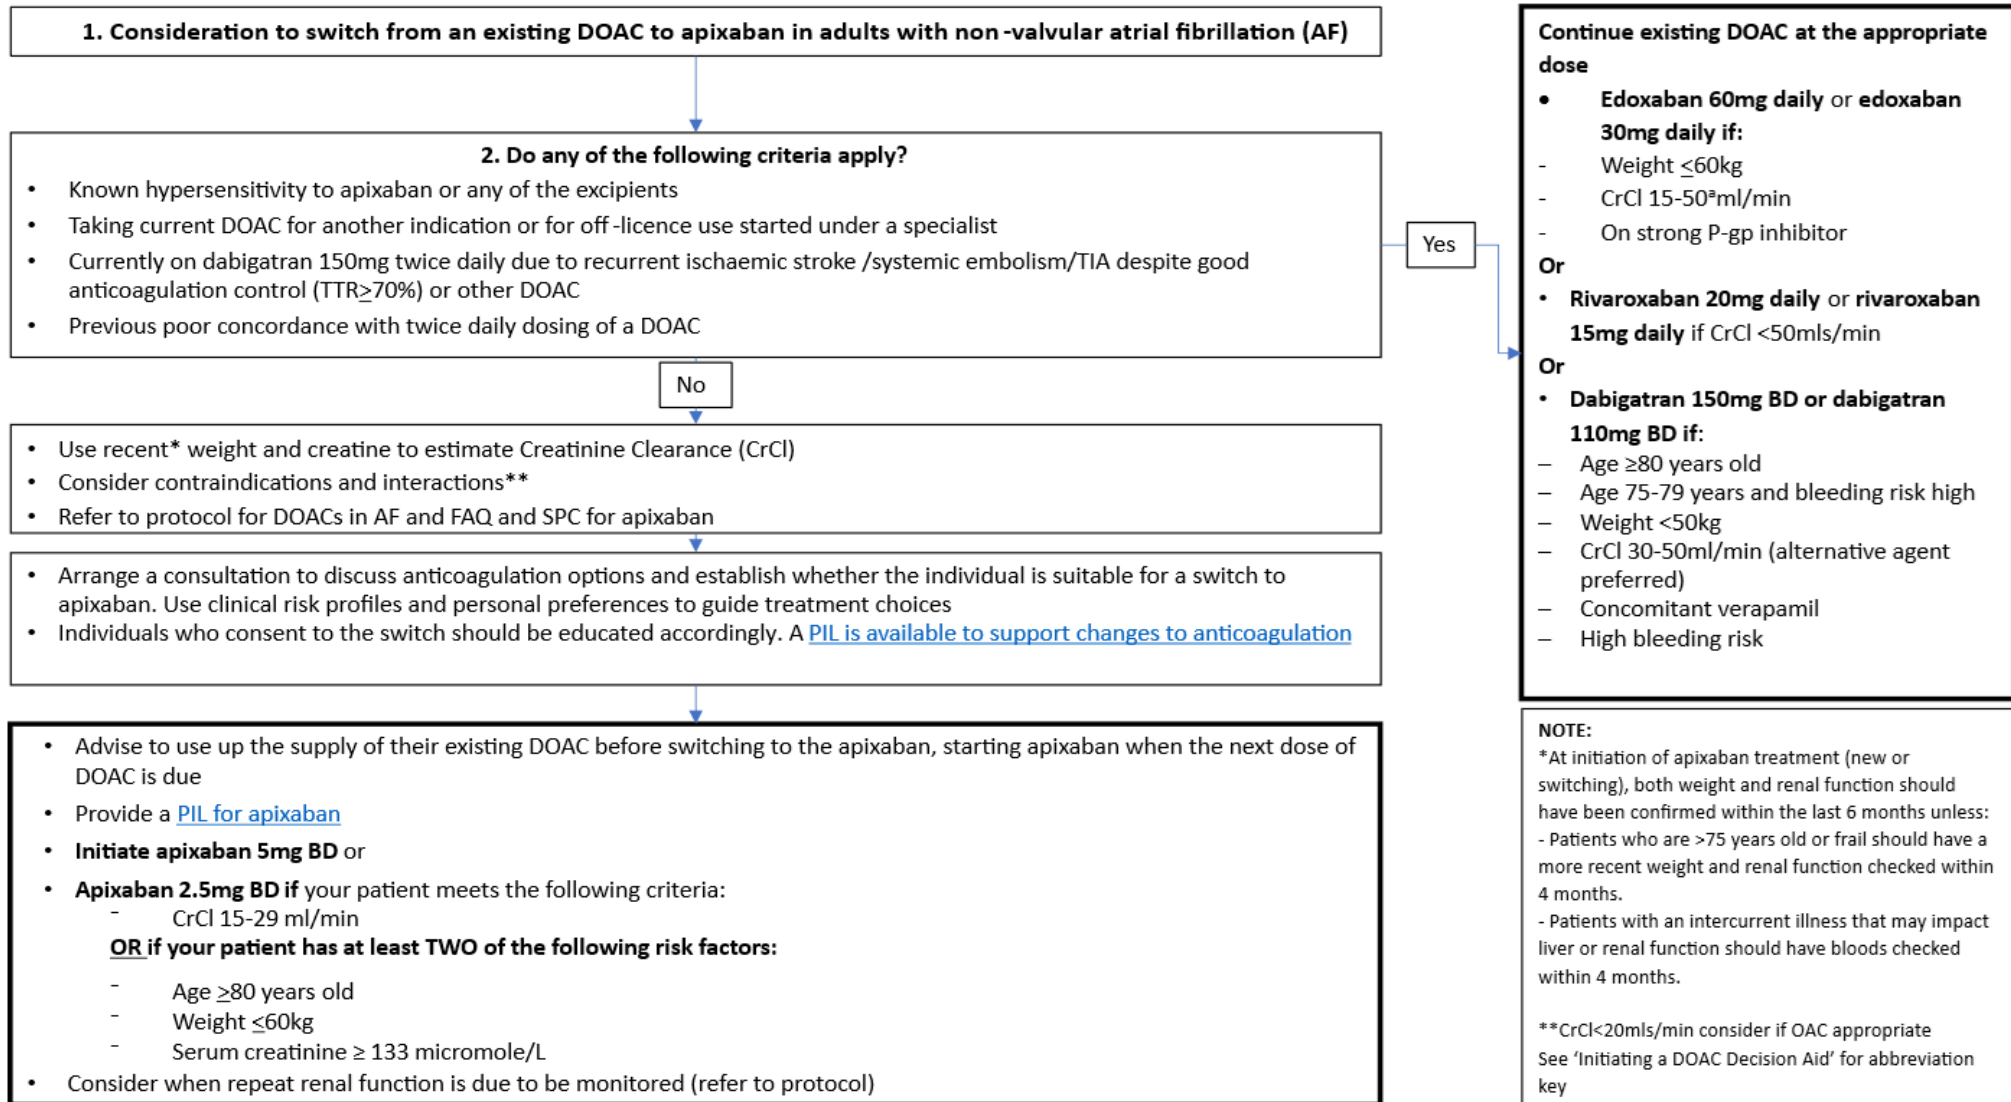 1. Consideration to switch from an existing DOAC to apixaban in adults with non-valvular atrial fibrillation (AF)
2. Do any of the following criteria apply?
• Known hypersensitivity to apixaban or any of the excipients
• Taking current DOAC for another indication or for off-licence use started under a specialist
• Currently on dabigatran 150mg twice daily due to recurrent ischaemic stroke /systemic embolism/TIA despite good
anticoagulation control (TTR≥70%) or other DOAC
• Previous poor concordance with twice daily dosing of a DOAC
Yes
No
• Use recent* weight and creatine to estimate Creatinine Clearance (CrCl)
• Consider contraindications and interactions**
• Refer to protocol for DOACs in AF and FAQ and SPC for apixaban
• Arrange a consultation to discuss anticoagulation options and establish whether the individual is suitable for a switch to
apixaban. Use clinical risk profiles and personal preferences to guide treatment choices
• Individuals who consent to the switch should be educated accordingly. A PIL is available to support changes to anticoagulation
• Advise to use up the supply of their existing DOAC before switching to the apixaban, starting apixaban when the next dose of
DOAC is due
• Provide a PIL for apixaban
• Initiate apixaban 5mg BD or
• Apixaban 2.5mg BD if your patient meets the following criteria:
- CrCl 15-29 ml/min
OR if your patient has at least TWO of the following risk factors:
- Age ≥80 years old
- Weight ≤60kg
- Serum creatinine ≥ 133 micromole/L
• Consider when repeat renal function is due to be monitored (refer to protocol)
Continue existing DOAC at the appropriate
dose
• Edoxaban 60mg daily or edoxaban
30mg daily if:
- Weight ≤60kg
- CrCl 15-50ªml/min
- On strong P-gp inhibitor
Or
• Rivaroxaban 20mg daily or rivaroxaban
15mg daily if CrCl <50mls/min
Or
• Dabigatran 150mg BD or dabigatran
110mg BD if:
– Age ≥80 years old
– Age 75-79 years and bleeding risk high
– Weight <50kg
– CrCl 30-50ml/min (alternative agent
preferred)
– Concomitant verapamil
– High bleeding risk
NOTE:
*At initiation of apixaban treatment (new or
switching), both weight and renal function should
have been confirmed within the last 6 months unless:
- Patients who are >75 years old or frail should have a
more recent weight and renal function checked within
4 months.
- Patients with an intercurrent illness that may impact
liver or renal function should have bloods checked
within 4 months.
**CrCl<20mls/min consider if OAC appropriate
See ‘Initiating a DOAC Decision Aid’ for abbreviation
key